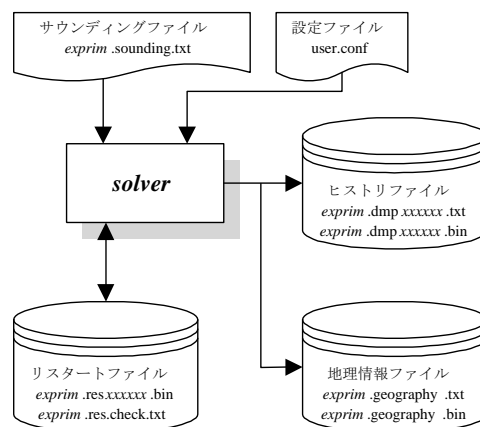 サウンディングファイル
exprim .sounding.txt
設定ファイル
user.conf
solver
ヒストリファイル
exprim .dmp xxxxxx .txt
exprim .dmp xxxxxx .bin
リスタートファイル
exprim .res xxxxxx .bin
exprim .res.check.txt
地理情報ファイル
exprim .geography .txt
exprim .geography .bin